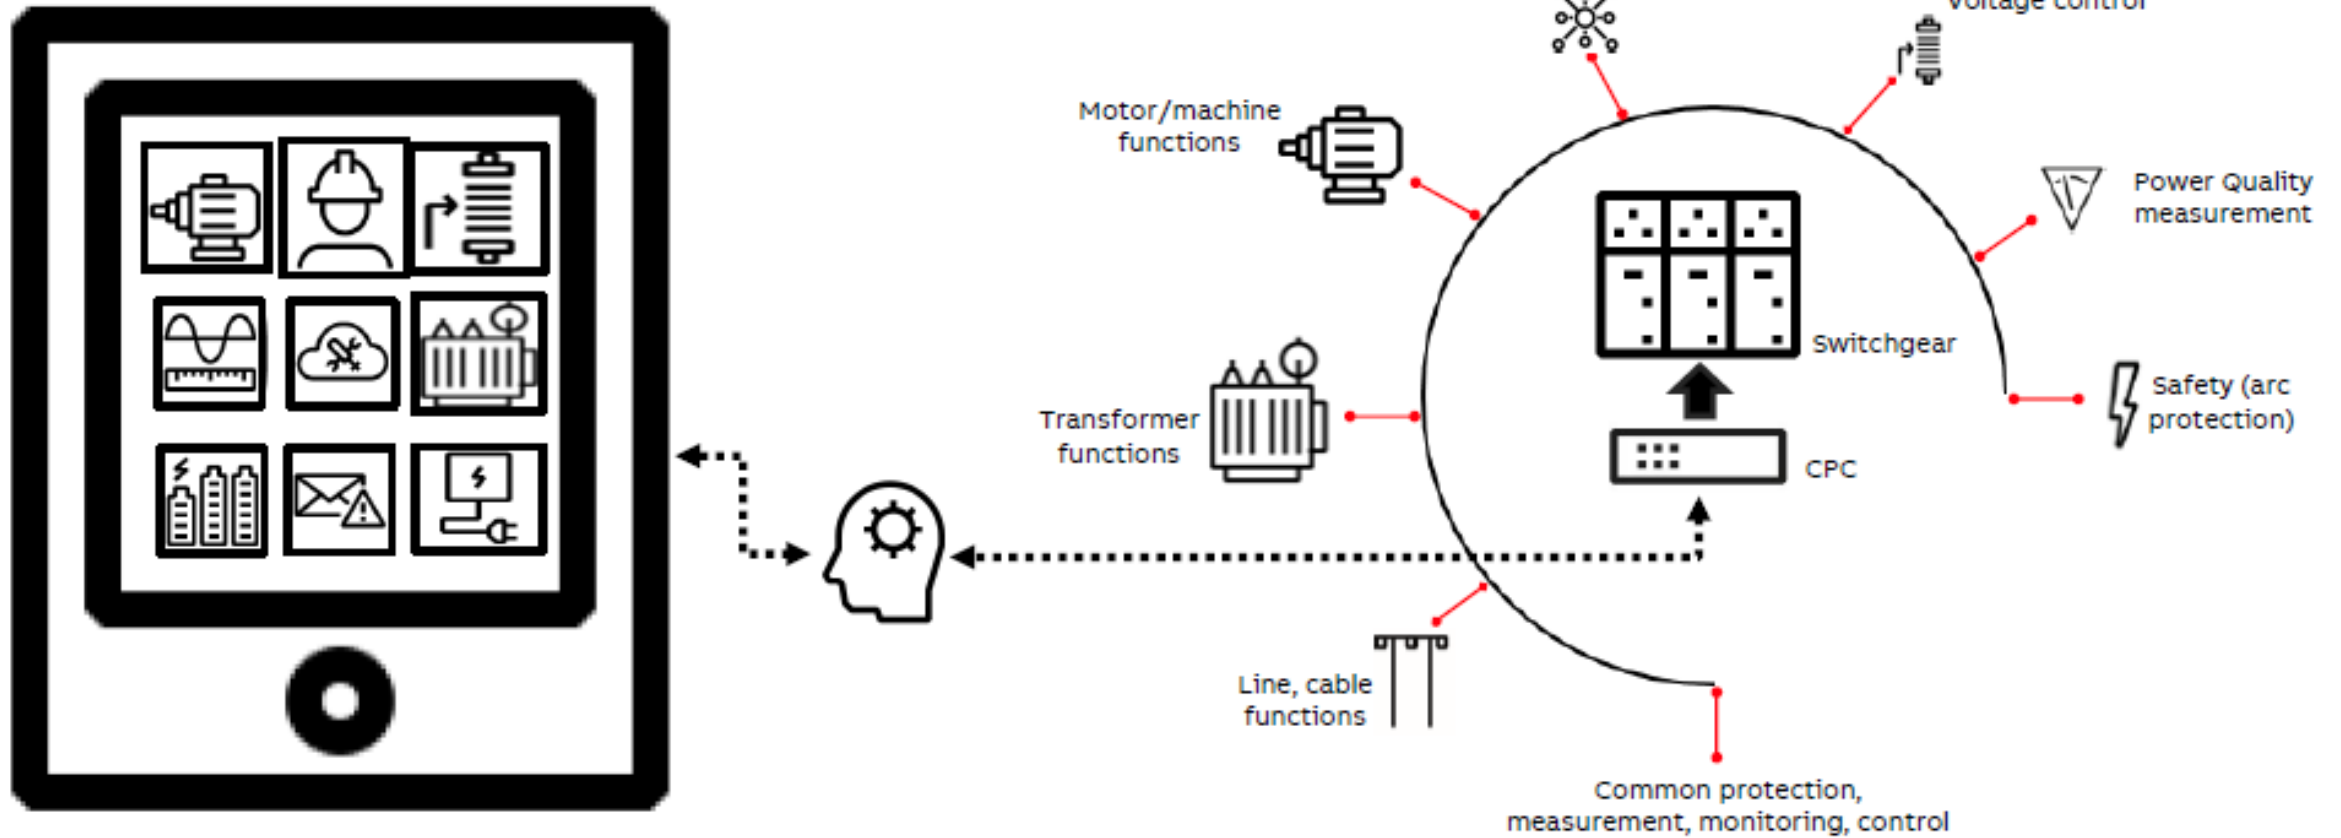 Voltage control
Motor/machine
functions
Power Quality
measurement
Switchgear
Safety (arc
protection)
Transformer
functions
CPC
Line, cable
functions
Common protection,
measurement, monitoring, control